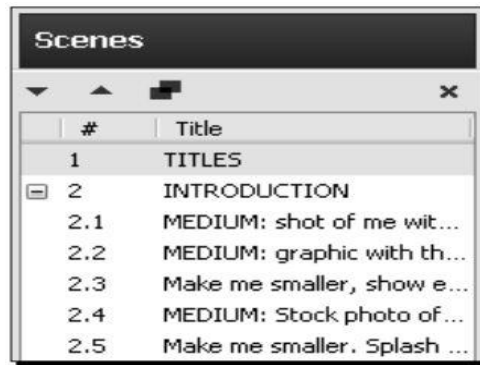 Scenes
# Title
1 TITLES
2 INTRODUCTION
2.1 MEDIUM: shot of me wit...
2.2 MEDIUM: graphic with th...
2.3 Make me smaller, show e...
2.4 MEDIUM: Stock photo of...
2.5 Make me smaller. Splash ...